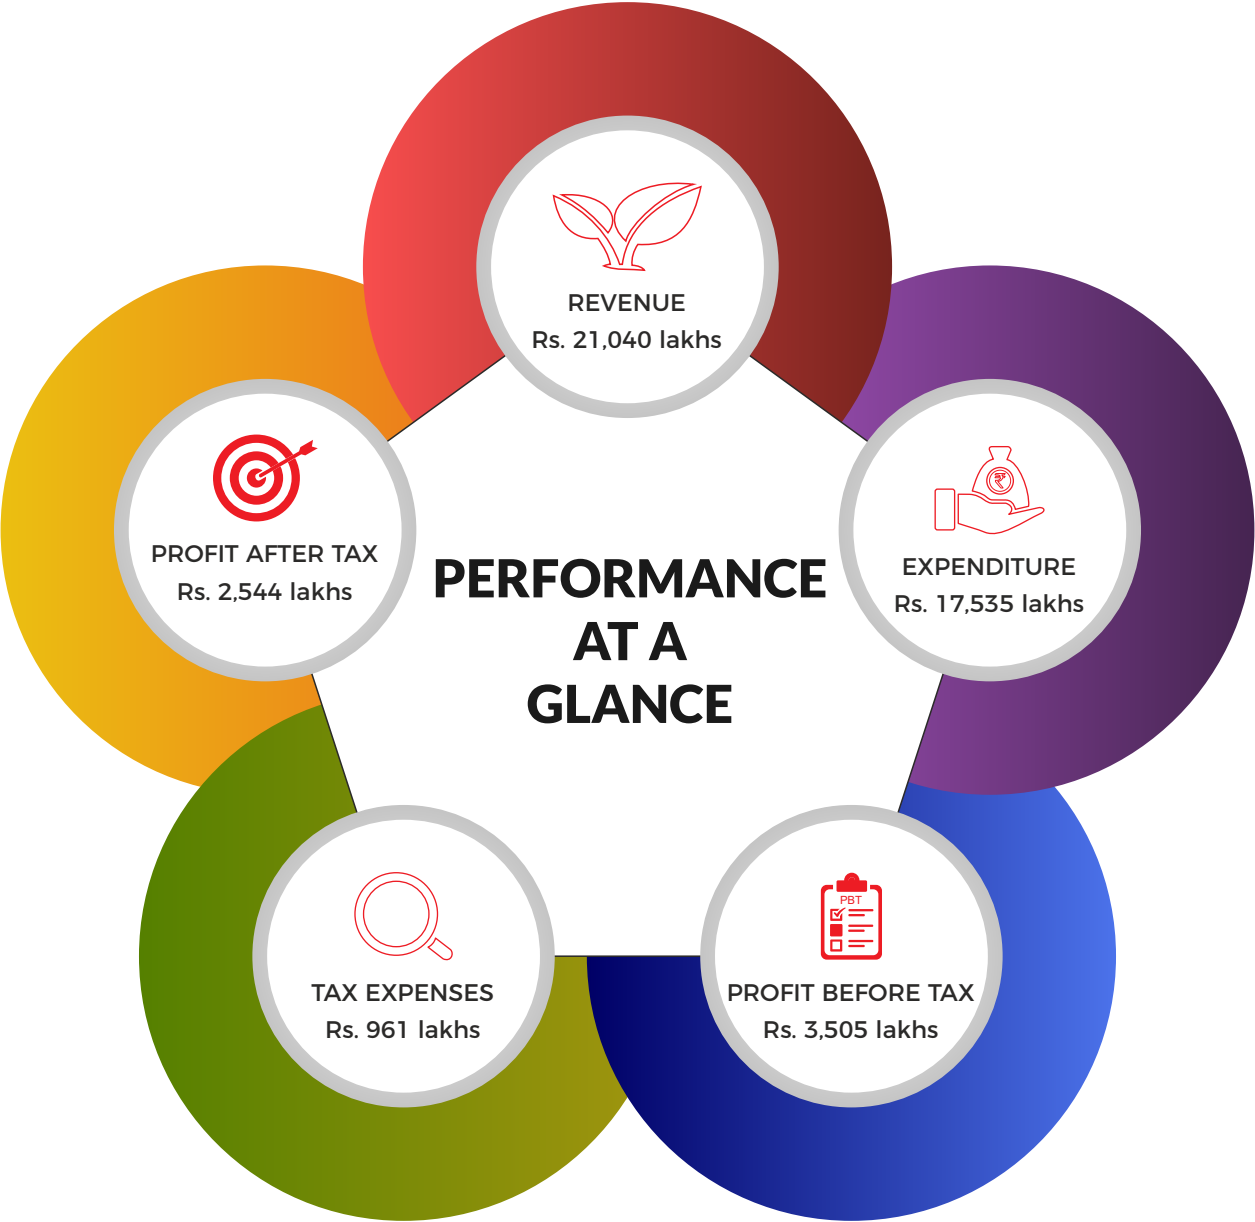 REVENUE
Rs. 21,040 lakhs
₹
EXPENDITURE
Rs. 17,535 lakhs
PBT
PROFIT BEFORE TAX
Rs. 3,505 lakhs
TAX EXPENSES
Rs. 961 lakhs
PROFIT AFTER TAX
Rs. 2,544 lakhs
PERFORMANCE
AT A
GLANCE